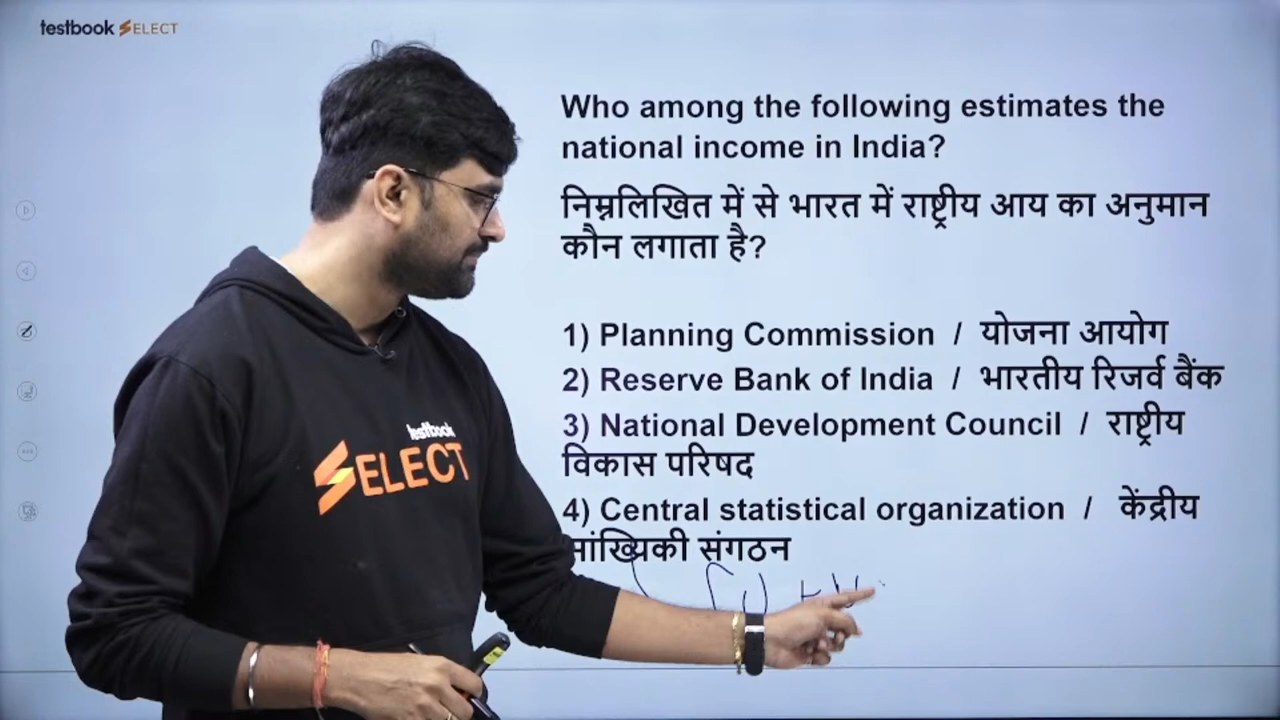 testbook SELECT
Who among the following estimates the
national income in India?
निम्नलिखित में से भारत में राष्ट्रीय आय का अनुमान
कौन लगाता है?
1) Planning Commission / योजना आयोग
2) Reserve Bank of India / भारतीय रिजर्व बैंक
3) National Development Council / राष्ट्रीय
विकास परिषद
4) Central statistical organization / केंद्रीय
सांख्यिकी संगठन
testbook
SELECT